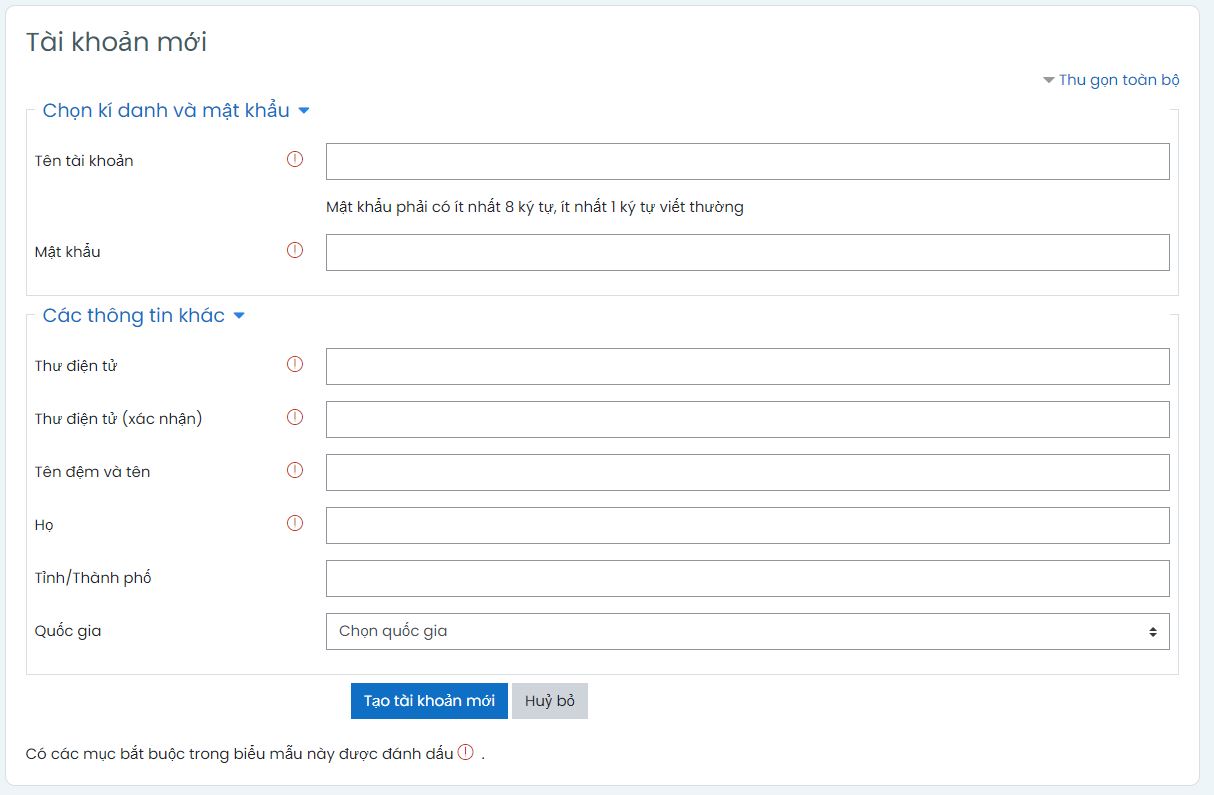 Tài khoản mới
Thu gọn toàn bộ
Chọn kí danh và mật khẩu
Tên tài khoản
Mật khẩu phải có ít nhất 8 ký tự, ít nhất 1 ký tự viết thường
Mật khẩu
Các thông tin khác
Thư điện tử
Thư điện tử (xác nhận)
Tên đệm và tên
Họ
Tỉnh/Thành phố
Quốc gia
Chọn quốc gia
Tạo tài khoản mới
Huỷ bỏ
Có các mục bắt buộc trong biểu mẫu này được đánh dấu .